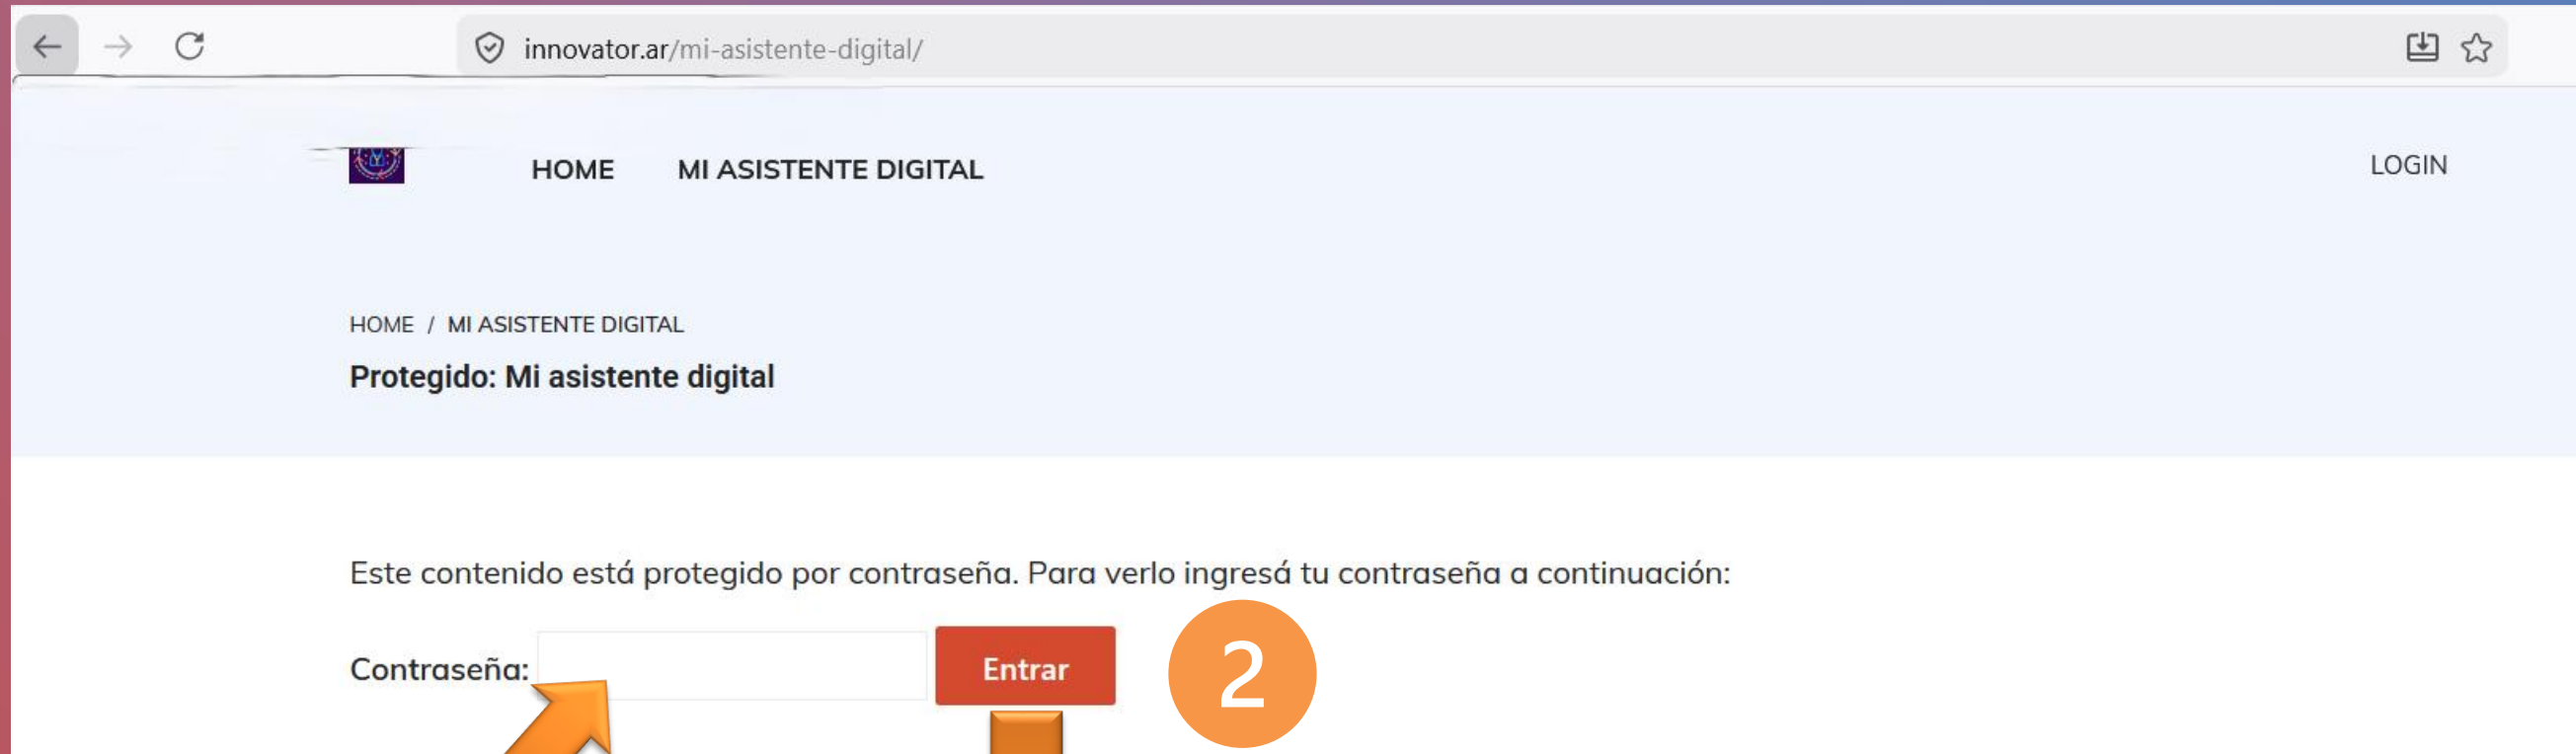 innovator.ar/mi-asistente-digital/
HOME MI ASISTENTE DIGITAL LOGIN
HOME / MI ASISTENTE DIGITAL
Protegido: Mi asistente digital
Este contenido está protegido por contraseña. Para verlo ingresá tu contraseña a continuación:
Contraseña: Entrar 2